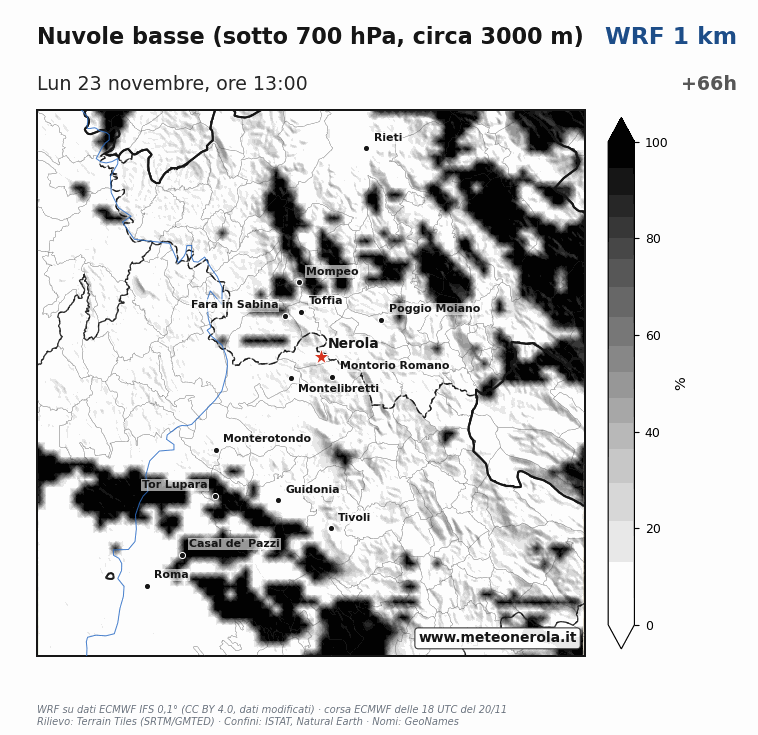 Nuvole basse (sotto 700 hPa, circa 3000 m) WRF 1 km
Lun 23 novembre, ore 13:00 +66h
Rieti
Mompeo
Fara in Sabina
Toffia
Poggio Moiano
Nerola
Montorio Romano
Montelibretti
Monterotondo
Tor Lupara
Guidonia
Tivoli
Casal de' Pazzi
Roma
www.meteonerola.it
100
80
60
40
20
0
%
WRF su dati ECMWF IFS 0,1° (CC BY 4.0, dati modificati) · corsa ECMWF delle 18 UTC del 20/11
Rilievo: Terrain Tiles (SRTM/GMTED) · Confini: ISTAT, Natural Earth · Nomi: GeoNames